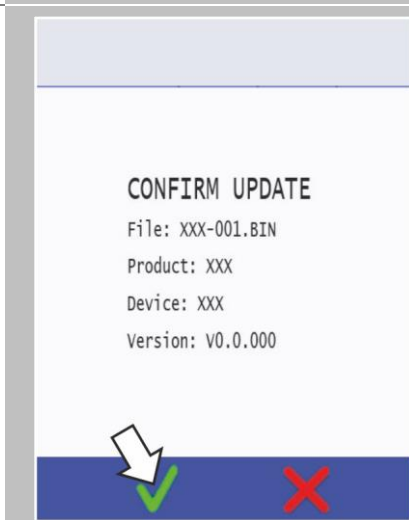 CONFIRM UPDATE
File: XXX-001.BIN
Product: XXX
Device: XXX
Version: V0.0.000